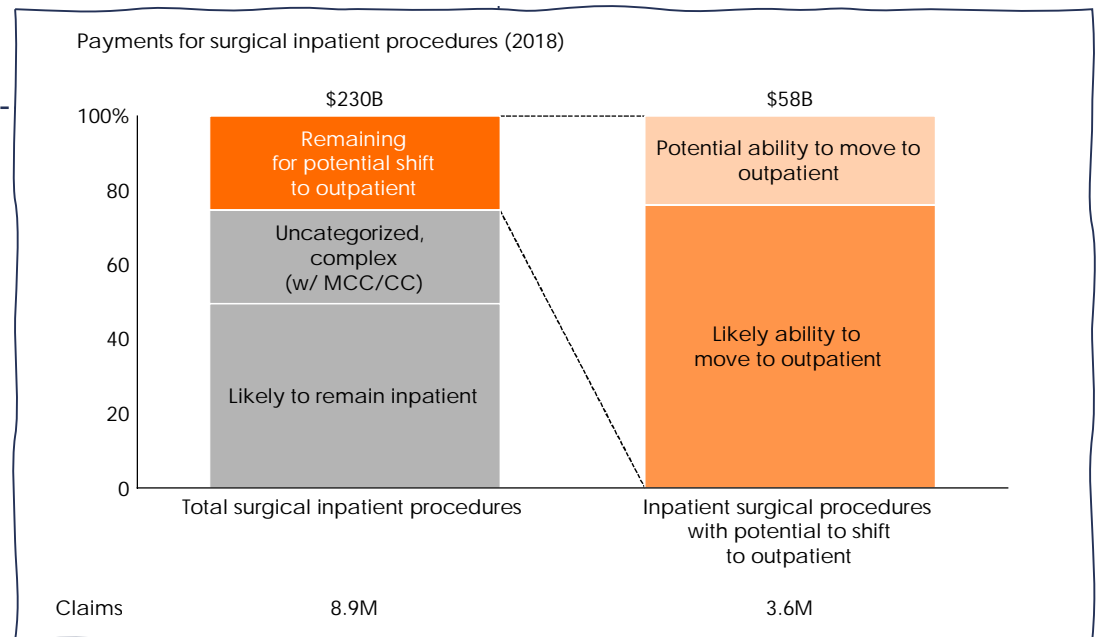 Payments for surgical inpatient procedures (2018)
$230B
$58B
100%
80
60
40
20
0
Remaining
for potential shift
to outpatient
Uncategorized,
complex
(w/ MCC/CC)
Likely to remain inpatient
Potential ability to move to
outpatient
Likely ability to
move to outpatient
Total surgical inpatient procedures
Inpatient surgical procedures
with potential to shift
to outpatient
Claims
8.9M
3.6M